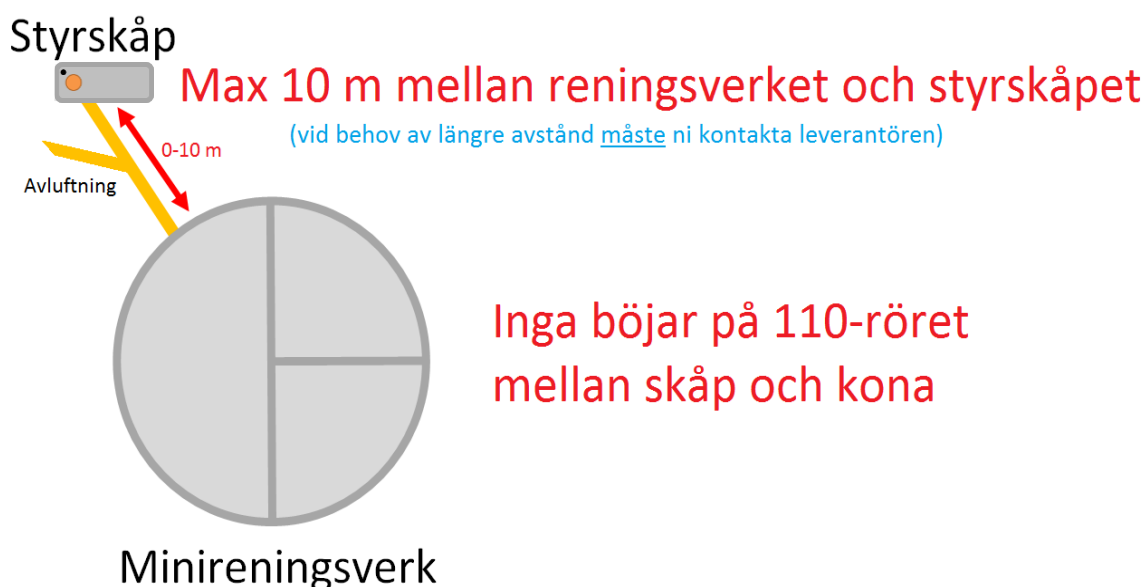 Styrskåp
Max 10 m mellan reningsverket och styrskåpet
(vid behov av längre avstånd måste ni kontakta leverantören)
0-10 m
Avluftning
Inga böjar på 110-röret
mellan skåp och kona
Minireningsverk